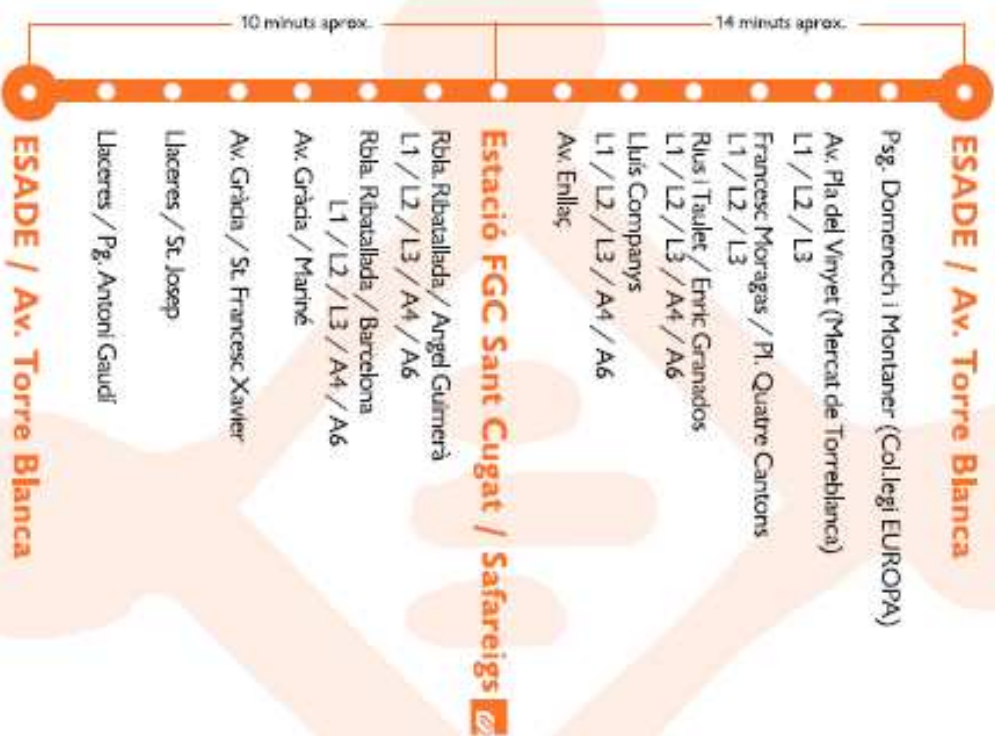 14 minuts aprox.
10 minuts aprox.
ESADE / Av. Torre Blanca
Psg. Domenech i Montaner (Col.legi EUROPA)
Av. Pla del Vinyet (Mercat de Torreblanca)
L1 / L2 / L3
Francesc Moragas / Pl. Quatre Cantons
L1 / L2 / L3
Rius i Taulet / Enric Granados
L1 / L2 / L3 / A4 / A6
Lluís Companys
L1 / L2 / L3 / A4 / A6
Av. Enllaç
Estació FGC Sant Cugat / Safareigs
Rbla. Ribatallada / Angel Guimerà
L1 / L2 / L3 / A4 / A6
Rbla. Ribatallada / Barcelona
L1 / L2 / L3 / A4 / A6
Av. Gràcia / Mariné
Av. Gràcia / St. Francesc Xavier
Llaceres / St. Josep
Llaceres / Pg. Antoni Gaudí
ESADE / Av. Torre Blanca